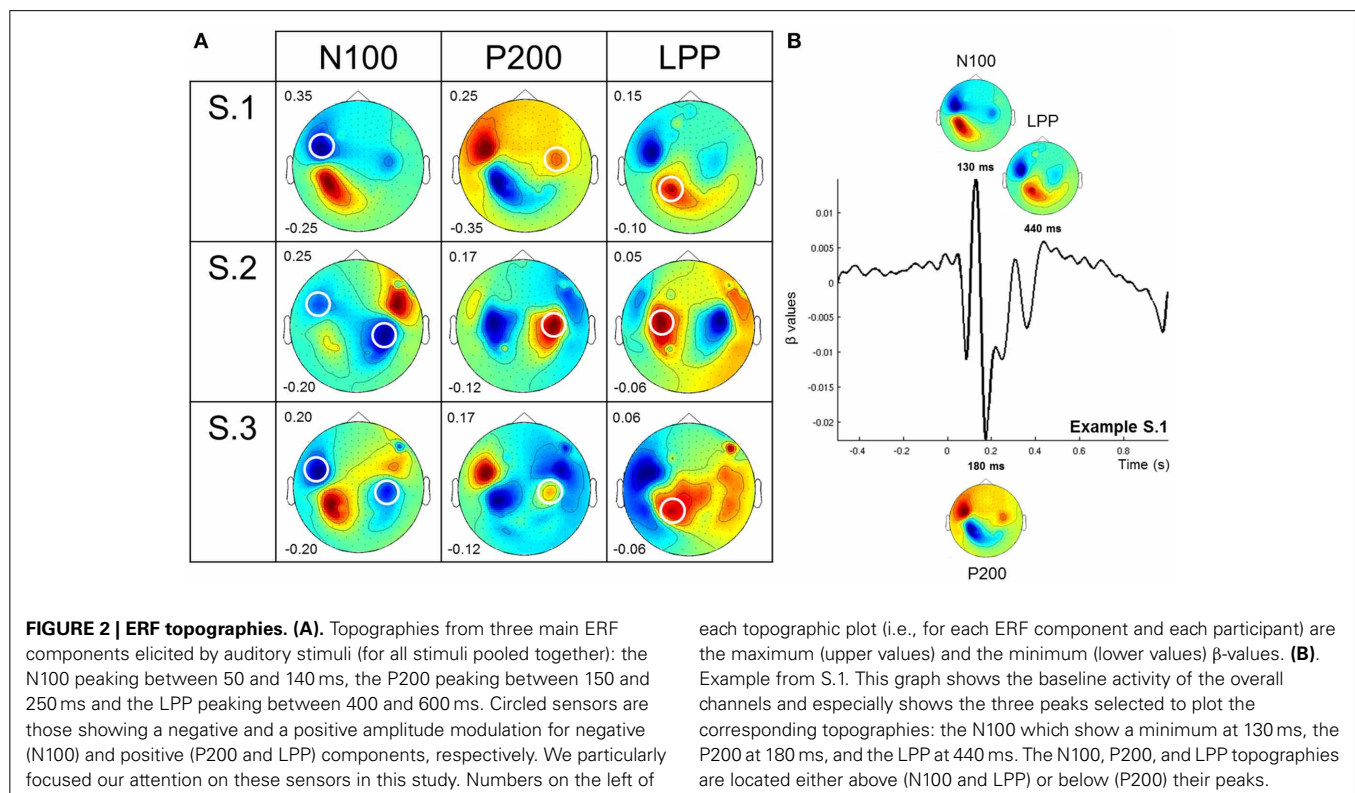 A
N100 P200 LPP
S.1
0.35 0.25 0.15
-0.25 -0.35 -0.10
S.2
0.25 0.17 0.05
-0.20 -0.12 -0.06
S.3
0.20 0.17 0.06
-0.20 -0.12 -0.06
B
N100
LPP
130 ms
440 ms
0.01
0.005
0
-0.005
-0.01
-0.015
-0.02
β values
-0.4 -0.2 0 0.2 0.4 0.6 0.8
Example S.1
Time (s)
180 ms
P200
FIGURE 2 | ERF topographies. (A). Topographies from three main ERF
components elicited by auditory stimuli (for all stimuli pooled together): the
N100 peaking between 50 and 140 ms, the P200 peaking between 150 and
250 ms and the LPP peaking between 400 and 600 ms. Circled sensors are
those showing a negative and a positive amplitude modulation for negative
(N100) and positive (P200 and LPP) components, respectively. We particularly
focused our attention on these sensors in this study. Numbers on the left of
each topographic plot (i.e., for each ERF component and each participant) are
the maximum (upper values) and the minimum (lower values) β-values. (B).
Example from S.1. This graph shows the baseline activity of the overall
channels and especially shows the three peaks selected to plot the
corresponding topographies: the N100 which show a minimum at 130 ms, the
P200 at 180 ms, and the LPP at 440 ms. The N100, P200, and LPP topographies
are located either above (N100 and LPP) or below (P200) their peaks.